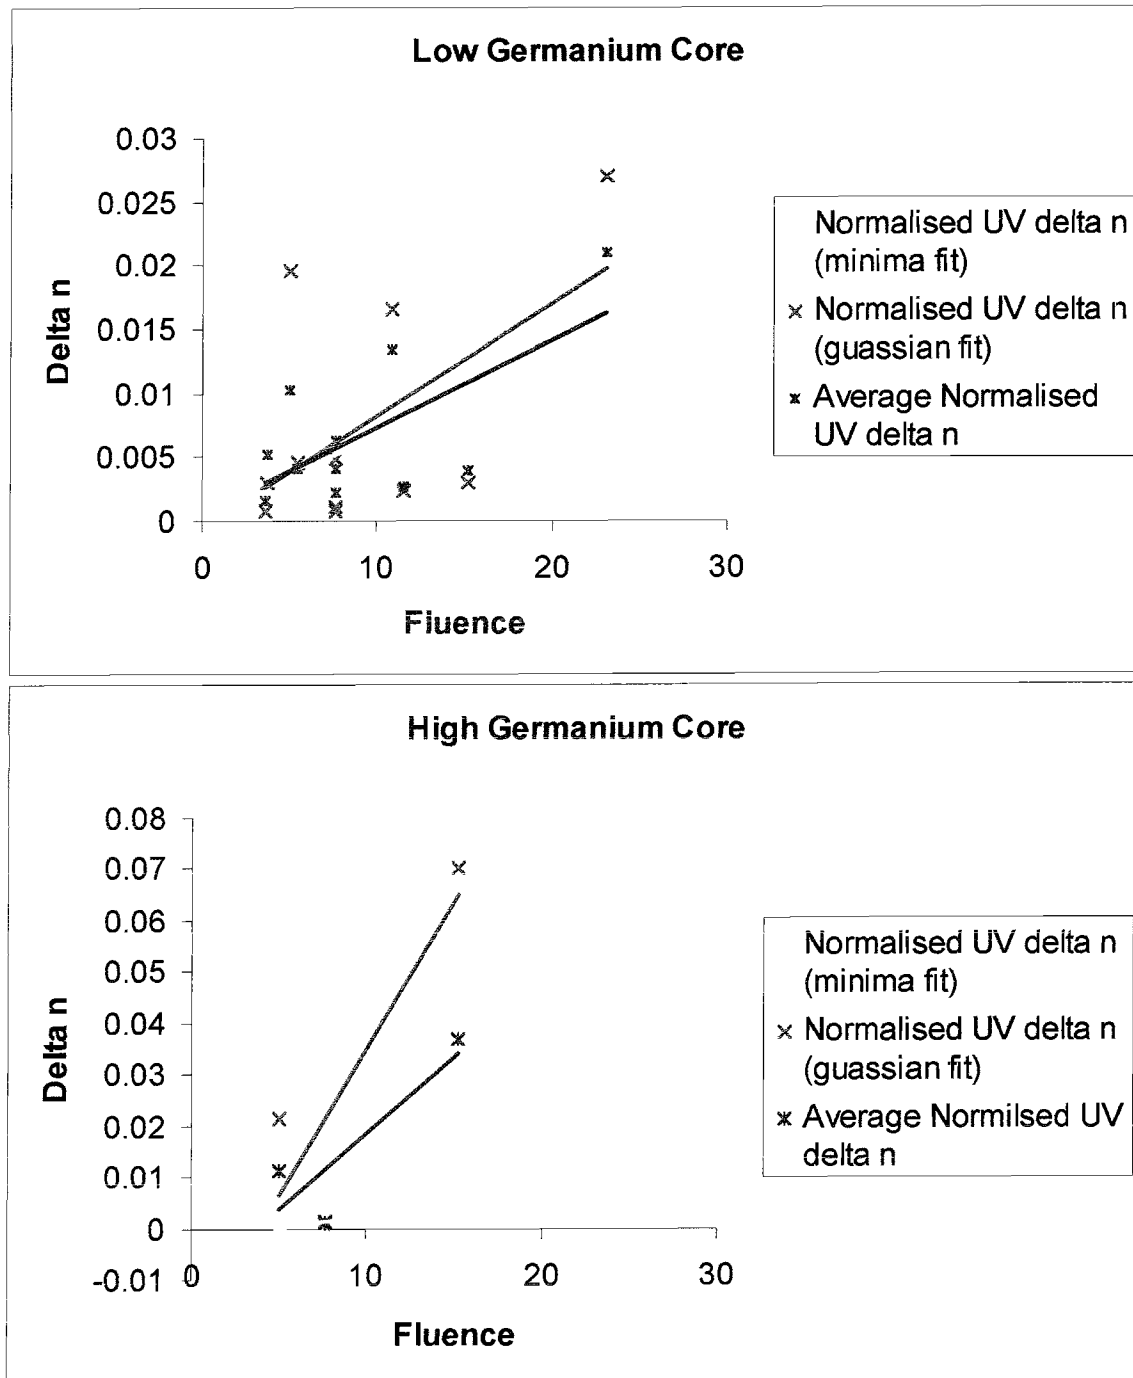 Low Germanium Core
0.03
0.025
0.02
0.015
0.01
0.005
0
Delta n
0
10
20
30
Fluence
Normalised UV delta n
(minima fit)
Normalised UV delta n
(guassian fit)
Average Normalised
UV delta n
High Germanium Core
0.08
0.07
0.06
0.05
0.04
0.03
0.02
0.01
0
-0.01
Delta n
0
10
20
30
Fluence
Normalised UV delta n
(minima fit)
Normalised UV delta n
(guassian fit)
Average Normilsed UV
delta n